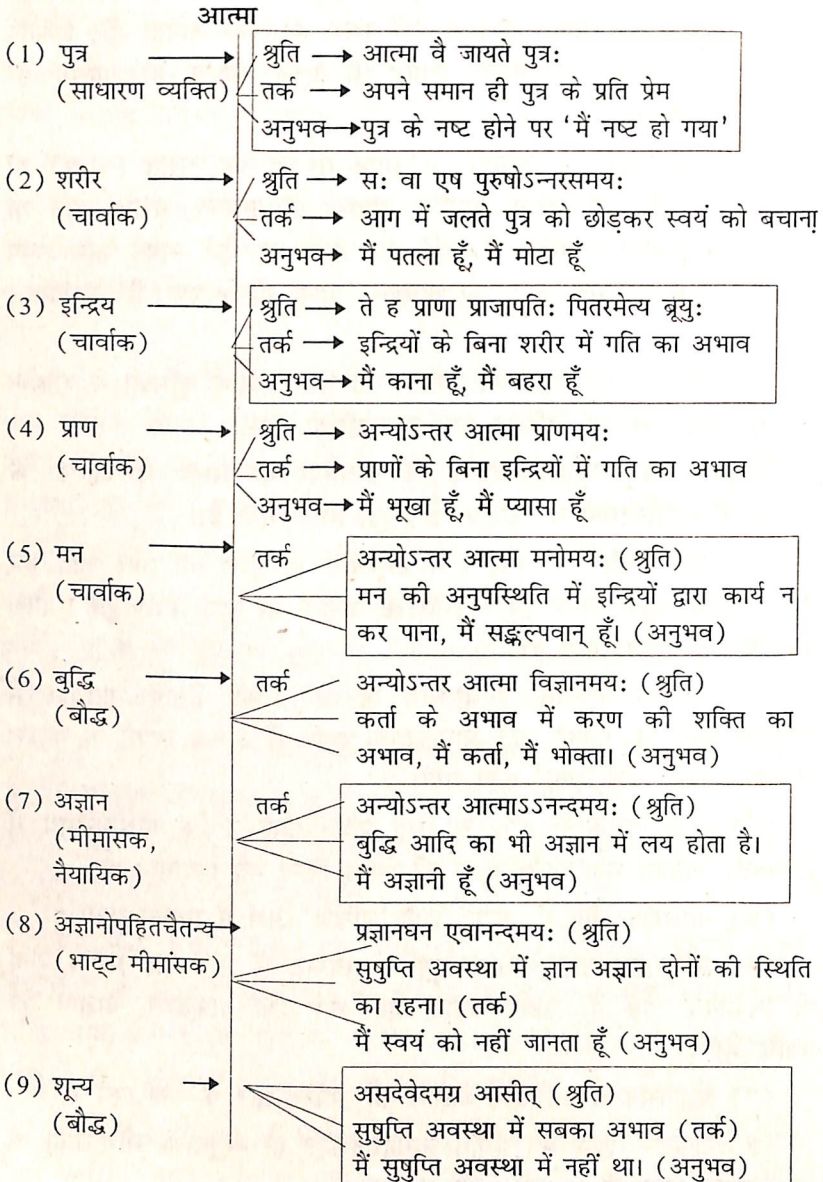 आत्मा
(1) पुत्र → श्रुति → आत्मा वै जायते पुत्र:
(साधारण व्यक्ति) तर्क → अपने समान ही पुत्र के प्रति प्रेम
अनुभव → पुत्र के नष्ट होने पर 'मैं नष्ट हो गया'
(2) शरीर → श्रुति → स: वा एष पुरुषोऽन्नरसमय:
(चार्वाक) तर्क → आग में जलते पुत्र को छोड़कर स्वयं को बचाना
अनुभव → मैं पतला हूँ, मैं मोटा हूँ
(3) इन्द्रिय → श्रुति → ते ह प्राणा प्राजापति: पितरमेत्य ब्रूयु:
(चार्वाक) तर्क → इन्द्रियों के बिना शरीर में गति का अभाव
अनुभव → मैं काना हूँ, मैं बहरा हूँ
(4) प्राण → श्रुति → अन्योऽन्तर आत्मा प्राणमय:
(चार्वाक) तर्क → प्राणों के बिना इन्द्रियों में गति का अभाव
अनुभव → मैं भूखा हूँ, मैं प्यासा हूँ
(5) मन → तर्क अन्योऽन्तर आत्मा मनोमय: (श्रुति)
(चार्वाक) मन की अनुपस्थिति में इन्द्रियों द्वारा कार्य न
कर पाना, मैं सङ्कल्पवान् हूँ। (अनुभव)
(6) बुद्धि → तर्क अन्योऽन्तर आत्मा विज्ञानमय: (श्रुति)
(बौद्ध) कर्ता के अभाव में करण की शक्ति का
अभाव, मैं कर्ता, मैं भोक्ता। (अनुभव)
(7) अज्ञान तर्क अन्योऽन्तर आत्माऽऽनन्दमय: (श्रुति)
(मीमांसक, बुद्धि आदि का भी अज्ञान में लय होता है।
नैयायिक) मैं अज्ञानी हूँ (अनुभव)
(8) अज्ञानोपहितचैतन्य → प्रज्ञानघन एवानन्दमय: (श्रुति)
(भाट्ट मीमांसक) सुषुप्ति अवस्था में ज्ञान अज्ञान दोनों की स्थिति
का रहना। (तर्क)
मैं स्वयं को नहीं जानता हूँ (अनुभव)
(9) शून्य → असदेवेदमग्र आसीत् (श्रुति)
(बौद्ध) सुषुप्ति अवस्था में सबका अभाव (तर्क)
मैं सुषुप्ति अवस्था में नहीं था। (अनुभव)